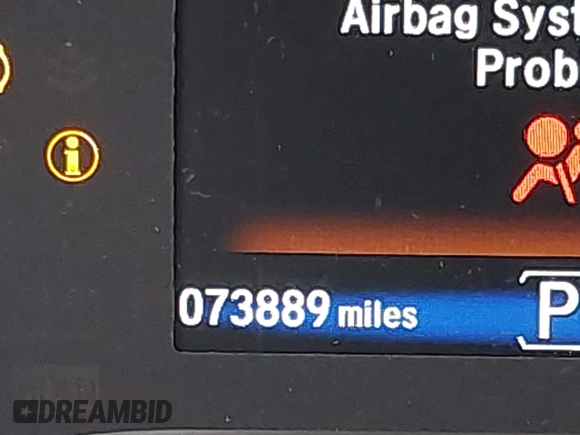 Airbag Syst
Prob
073889 miles
P
DREAMBID